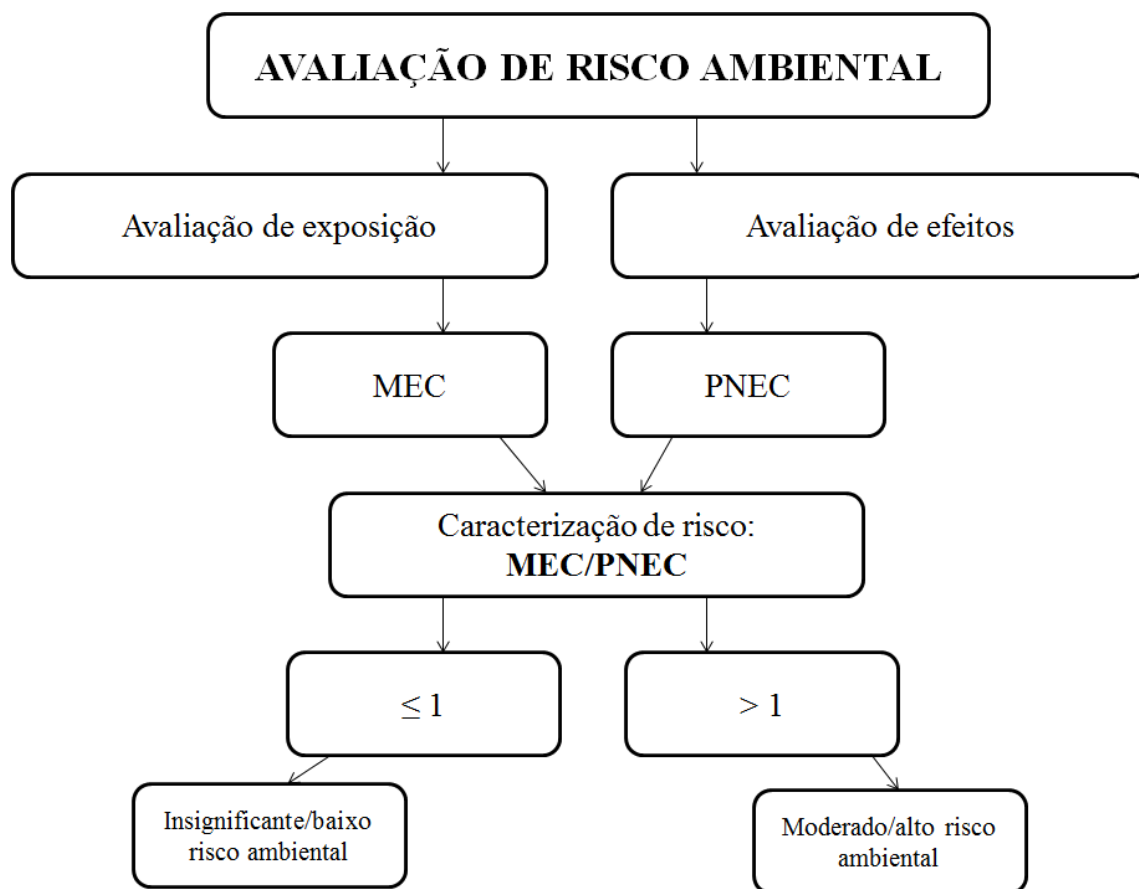 AVALIAÇÃO DE RISCO AMBIENTAL
Avaliação de exposição
Avaliação de efeitos
MEC
PNEC
Caracterização de risco:
MEC/PNEC
≤ 1
> 1
Insignificante/baixo
risco ambiental
Moderado/alto risco
ambiental